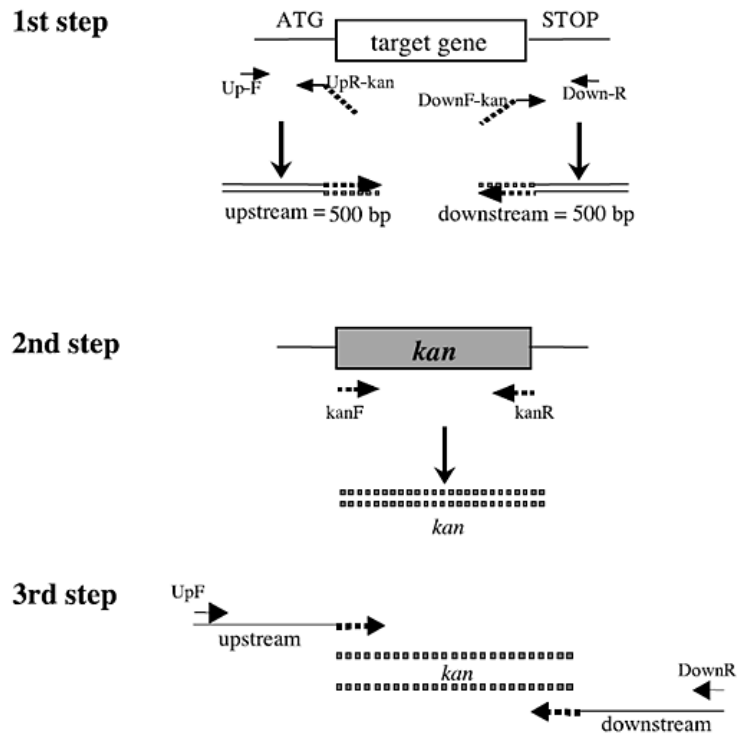 1st step
ATG
STOP
target gene
Up-F
UpR-kan
DownF-kan
Down-R
upstream = 500 bp
downstream = 500 bp
2nd step
kan
kanF
kanR
kan
3rd step
UpF
upstream
kan
DownR
downstream